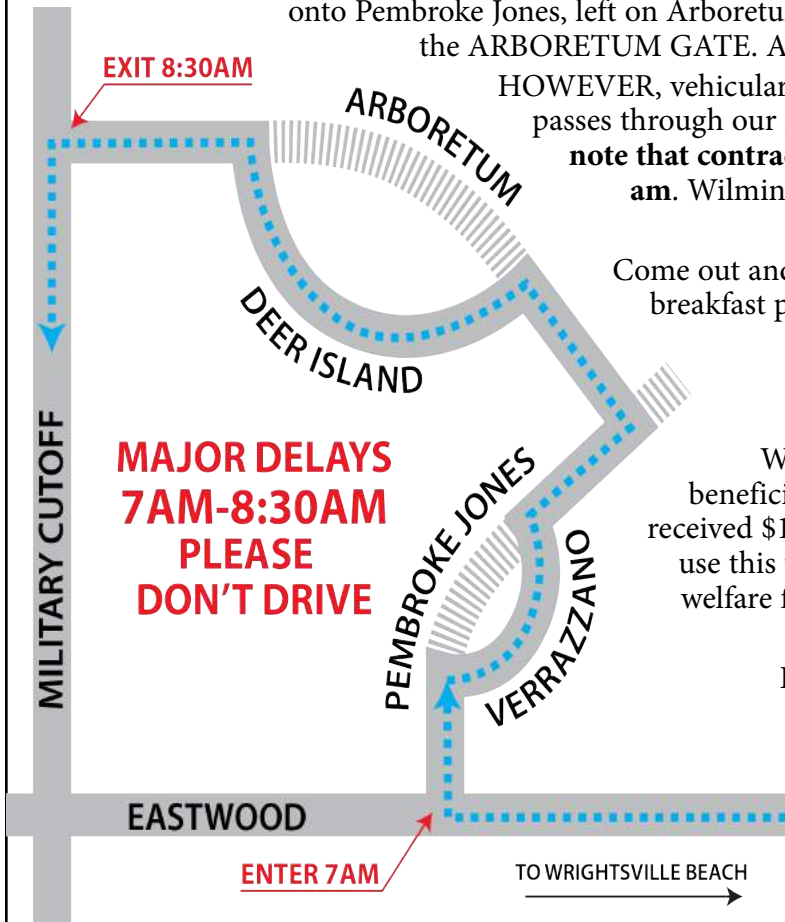 onto Pembroke Jones, left on Arboretu
the ARBORETUM GATE. A
HOWEVER, vehicular
passes through our
note that contrac
am. Wilmin
Come out and
breakfast p
W
benefici
received $1
use this
welfare f
EXIT 8:30AM
ARBORETUM
DEER ISLAND
MILITARY CUTOFF
MAJOR DELAYS
7AM-8:30AM
PLEASE
DON'T DRIVE
PEMBROKE JONES
VERRAZZANO
EASTWOOD
ENTER 7AM
TO WRIGHTSVILLE BEACH